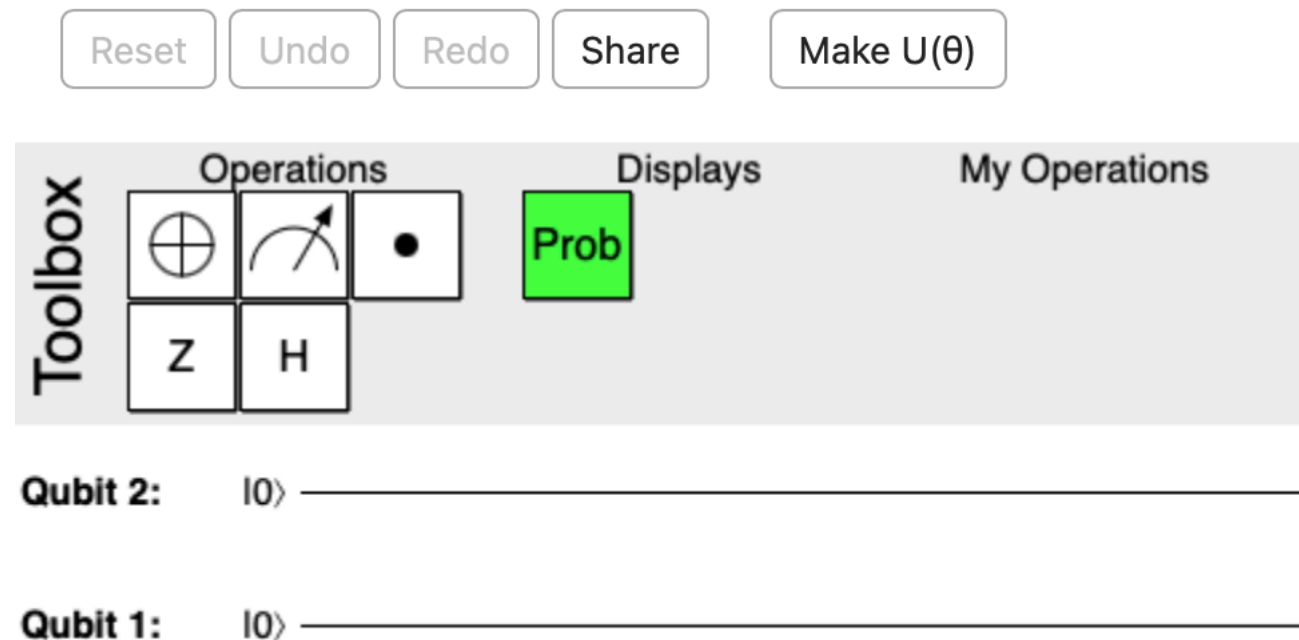 Reset Undo Redo Share Make U(θ)
Toolbox
Operations Displays My Operations
Prob
Z H
Qubit 2: |0⟩
Qubit 1: |0⟩